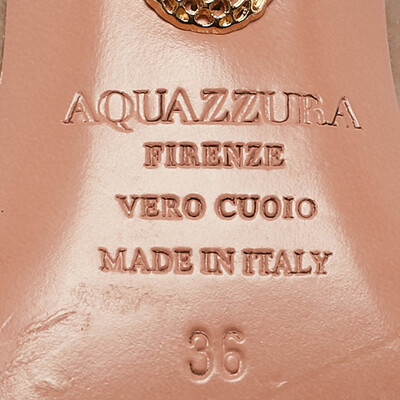 AQUAZZURA
FIRENZE
VERO CUOIO
MADE IN ITALY
36